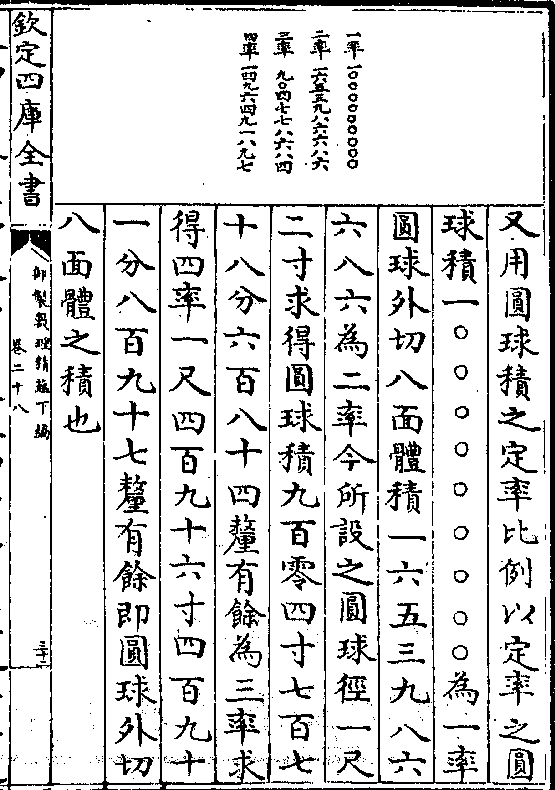 一率 一〇〇〇〇〇〇〇〇〇
二率 一六五三九八六六八六
三率 九〇四七七八六八四
四率 一四九六四九一八九七
又用圓球積之定率比例以定率之圓
球積一〇〇〇〇〇〇〇〇〇為一率
圓球外切八面體積一六五三九八六
六八六為二率今所設之圓球徑一尺
二寸求得圓球積九百零四寸七百七
十八分六百八十四釐有餘為三率求
得四率一尺四百九十六寸四百九十
一分八百九十七釐有餘即圓球外切
八面體之積也
欽定四庫全書
御製數理精蘊下編
卷二十八